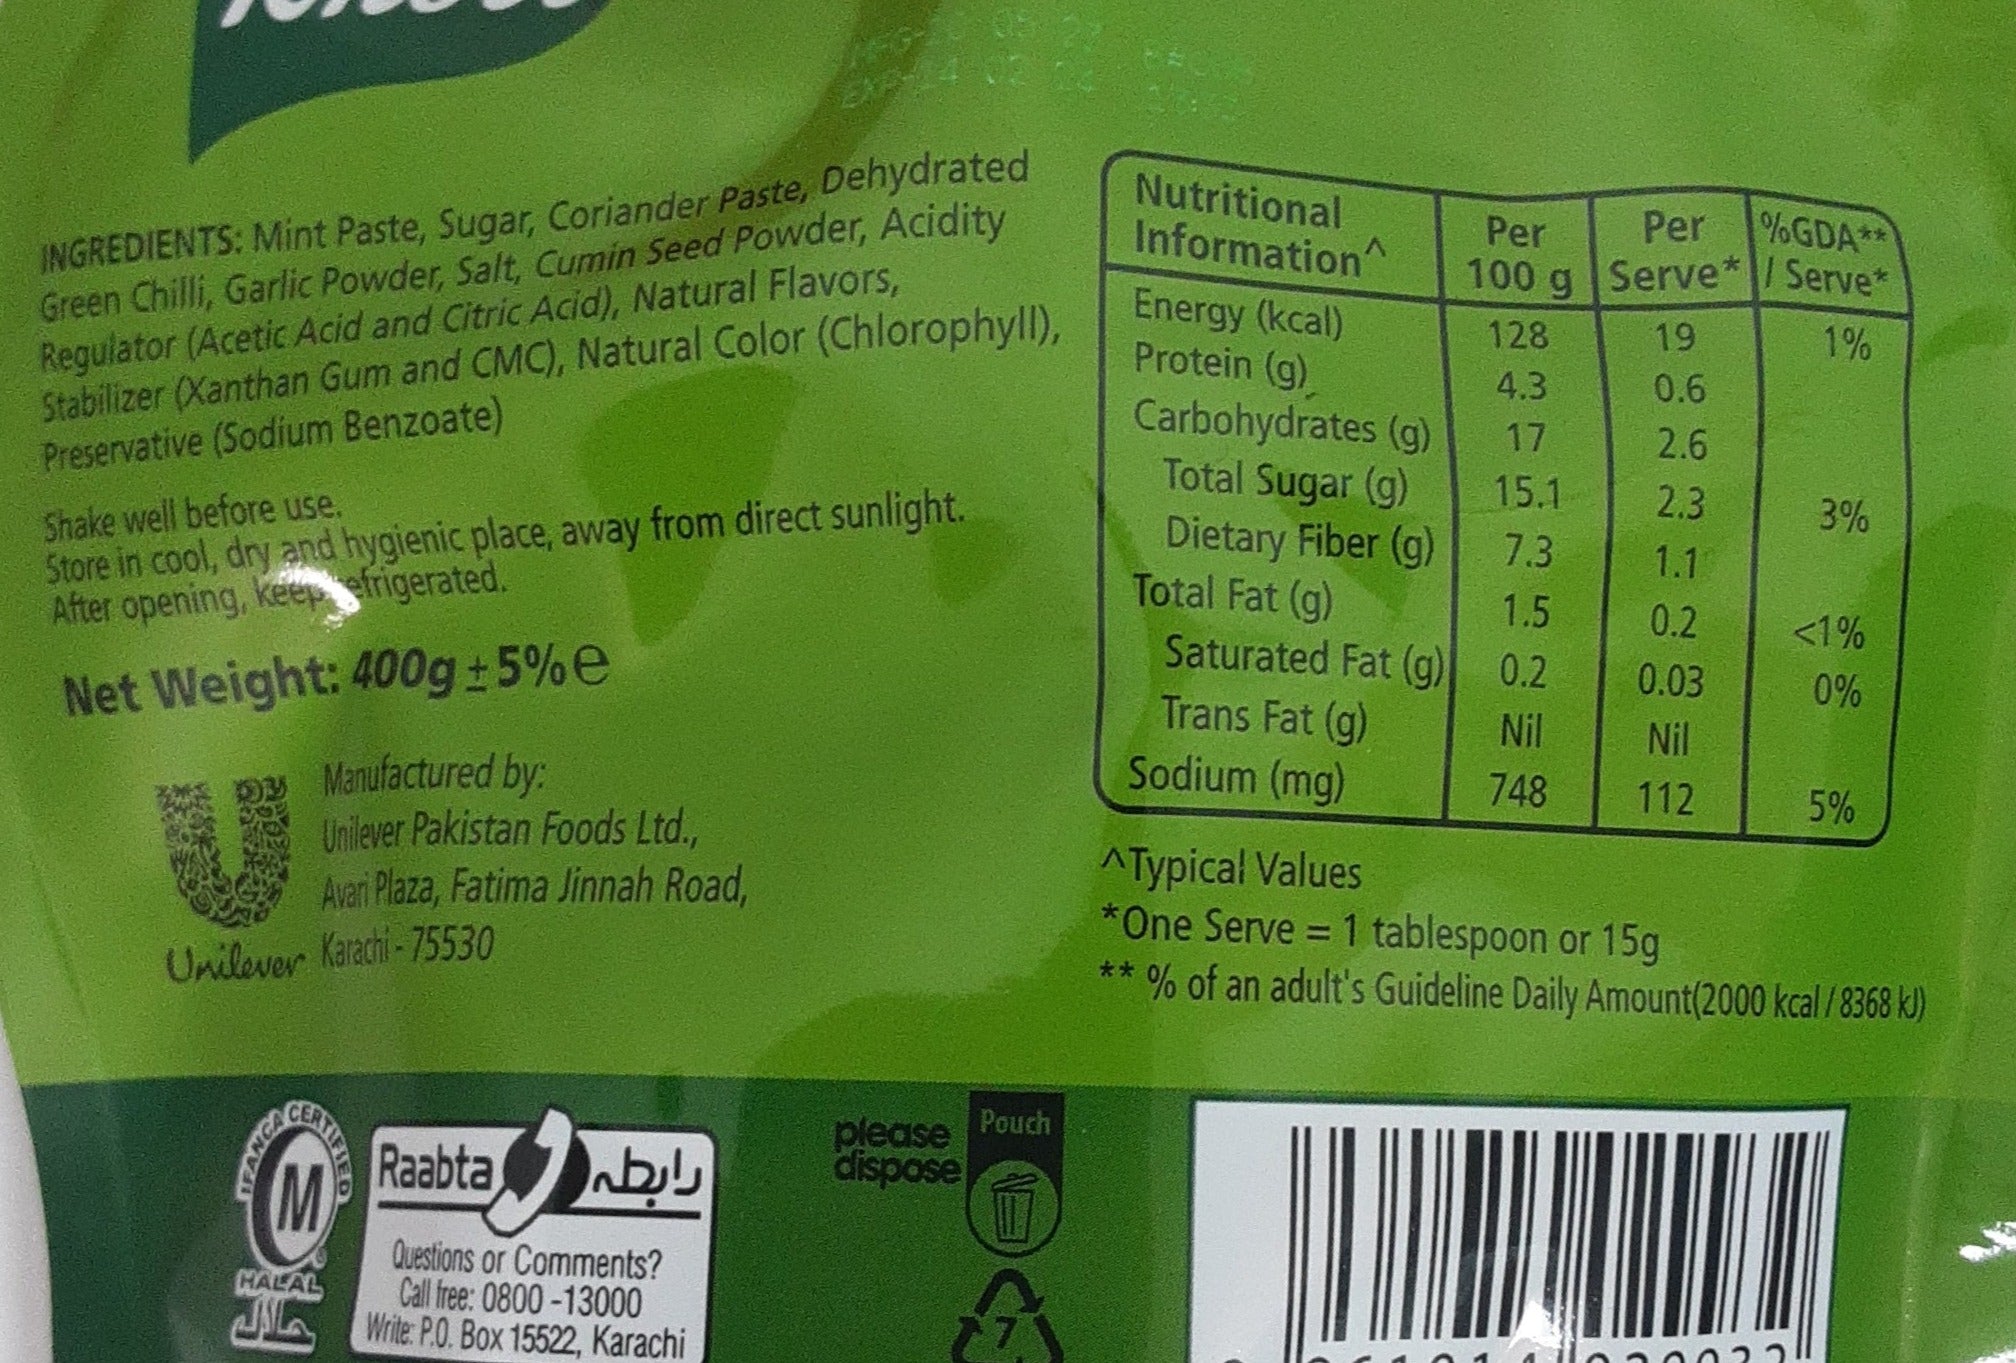 Knorr
INGREDIENTS: Mint Paste, Sugar, Coriander Paste, Dehydrated
Green Chilli, Garlic Powder, Salt, Cumin Seed Powder, Acidity
Regulator (Acetic Acid and Citric Acid), Natural Flavors,
Stabilizer (Xanthan Gum and CMC), Natural Color (Chlorophyll),
Preservative (Sodium Benzoate)
Shake well before use.
Store in cool, dry and hygienic place, away from direct sunlight.
After opening, keep refrigerated.
Net Weight: 400g ± 5% ℮
Manufactured by:
Unilever Pakistan Foods Ltd.,
Avari Plaza, Fatima Jinnah Road,
Karachi - 75530
Unilever
Nutritional Information^ Per 100 g Per Serve* %GDA** / Serve*
Energy (kcal) 128 19 1%
Protein (g) 4.3 0.6
Carbohydrates (g) 17 2.6
Total Sugar (g) 15.1 2.3 3%
Dietary Fiber (g) 7.3 1.1
Total Fat (g) 1.5 0.2 <1%
Saturated Fat (g) 0.2 0.03 0%
Trans Fat (g) Nil Nil
Sodium (mg) 748 112 5%
^Typical Values
*One Serve = 1 tablespoon or 15g
** % of an adult's Guideline Daily Amount(2000 kcal / 8368 kJ)
IFANCA CERTIFIED
M
HALAL
حلال
Raabta رابطہ
Questions or Comments?
Call free: 0800 -13000
Write: P.O. Box 15522, Karachi
please
dispose
Pouch
7